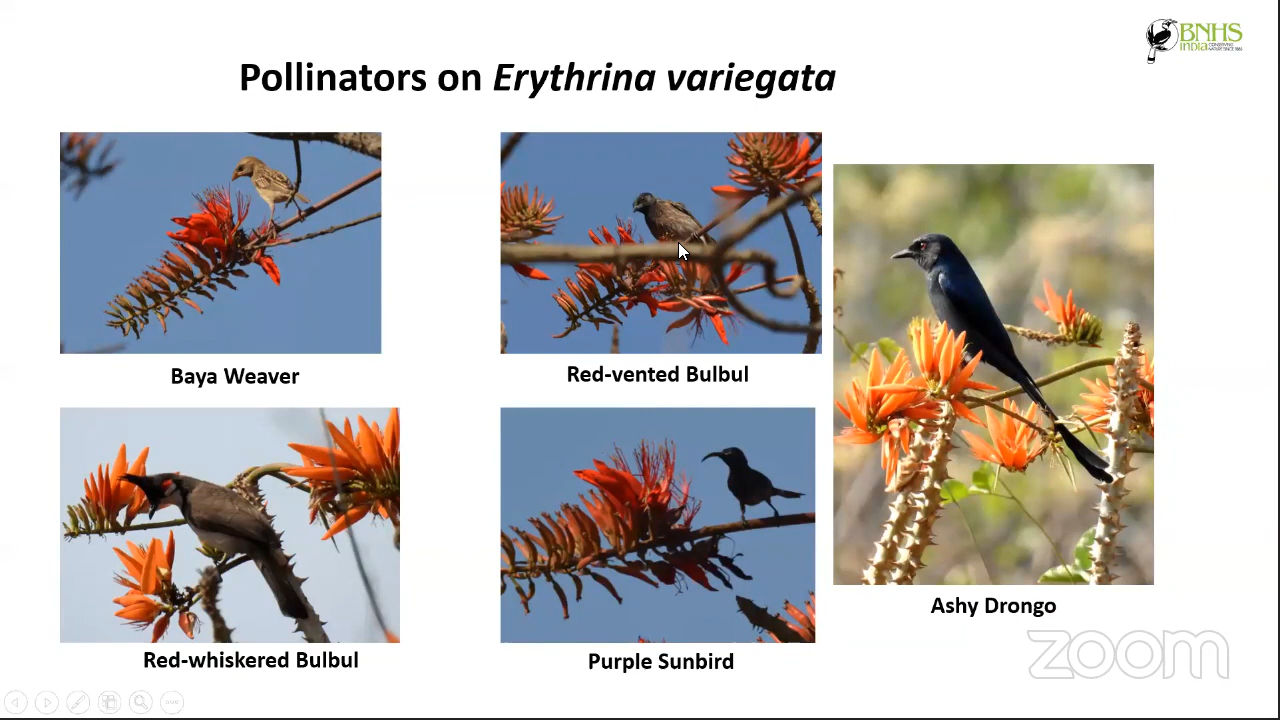 BNHS
India
CONSERVING
NATURE SINCE 1883
Pollinators on Erythrina variegata
Baya Weaver
Red-vented Bulbul
Red-whiskered Bulbul
Purple Sunbird
Ashy Drongo
zoom